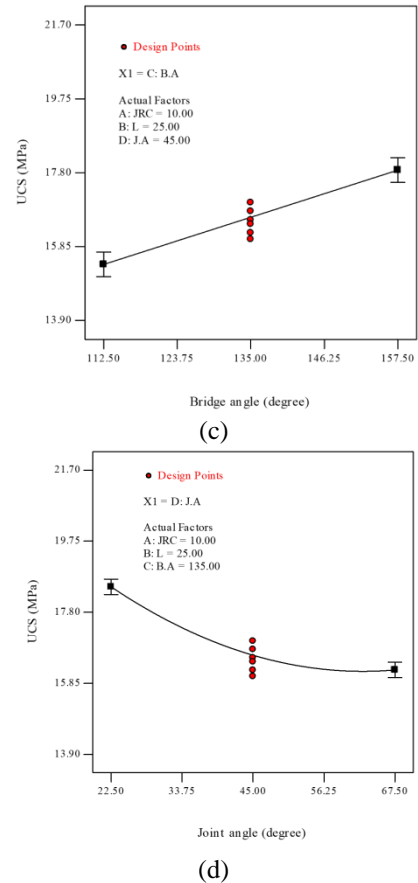 21.70
19.75
17.80
15.85
13.90
UCS (MPa)
Design Points
X1 = C: B.A
Actual Factors
A: JRC = 10.00
B: L = 25.00
D: J.A = 45.00
112.50 123.75 135.00 146.25 157.50
Bridge angle (degree)
(c)
21.70
19.75
17.80
15.85
13.90
UCS (MPa)
Design Points
X1 = D: J.A
Actual Factors
A: JRC = 10.00
B: L = 25.00
C: B.A = 135.00
22.50 33.75 45.00 56.25 67.50
Joint angle (degree)
(d)